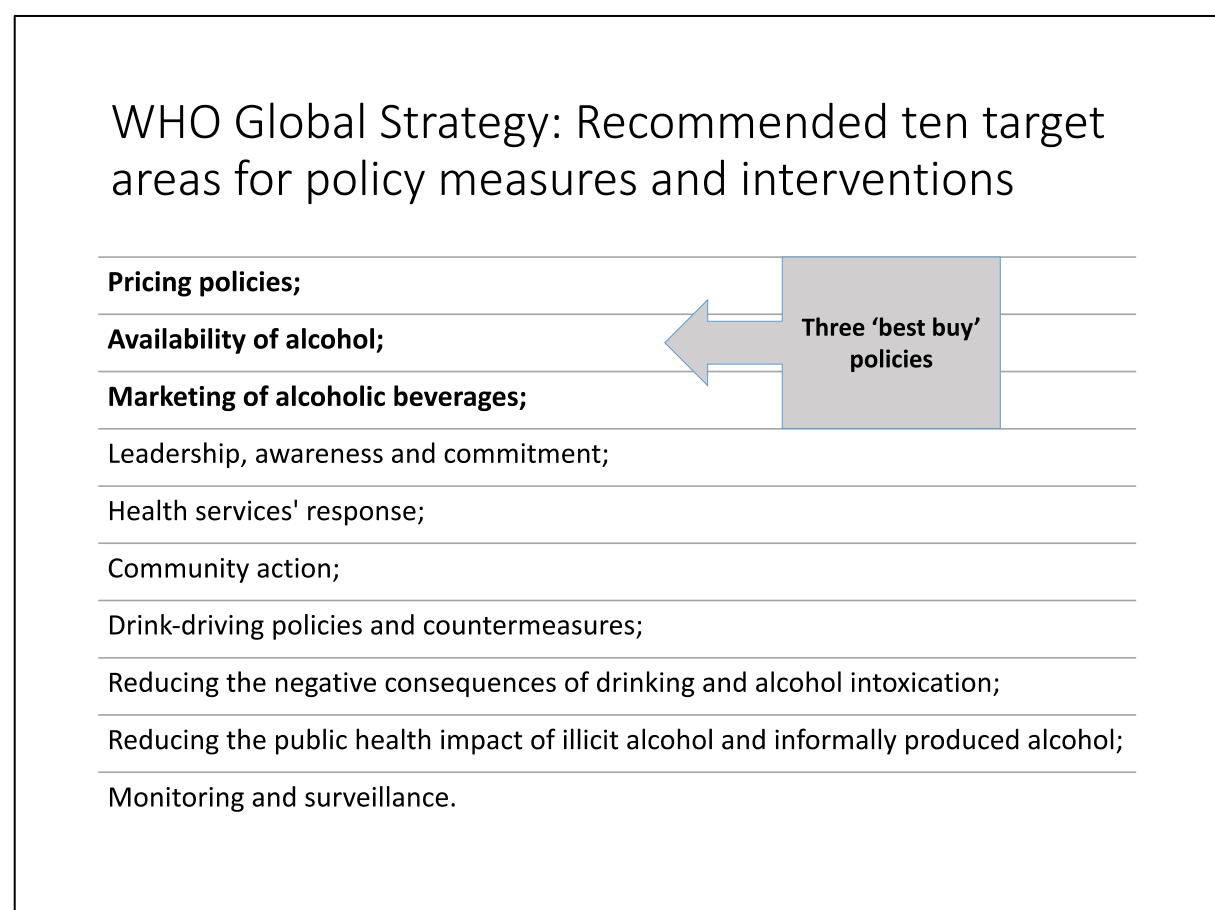 WHO Global Strategy: Recommended ten target
areas for policy measures and interventions
Pricing policies;
Availability of alcohol;
Marketing of alcoholic beverages;
Three ‘best buy’
policies
Leadership, awareness and commitment;
Health services' response;
Community action;
Drink-driving policies and countermeasures;
Reducing the negative consequences of drinking and alcohol intoxication;
Reducing the public health impact of illicit alcohol and informally produced alcohol;
Monitoring and surveillance.